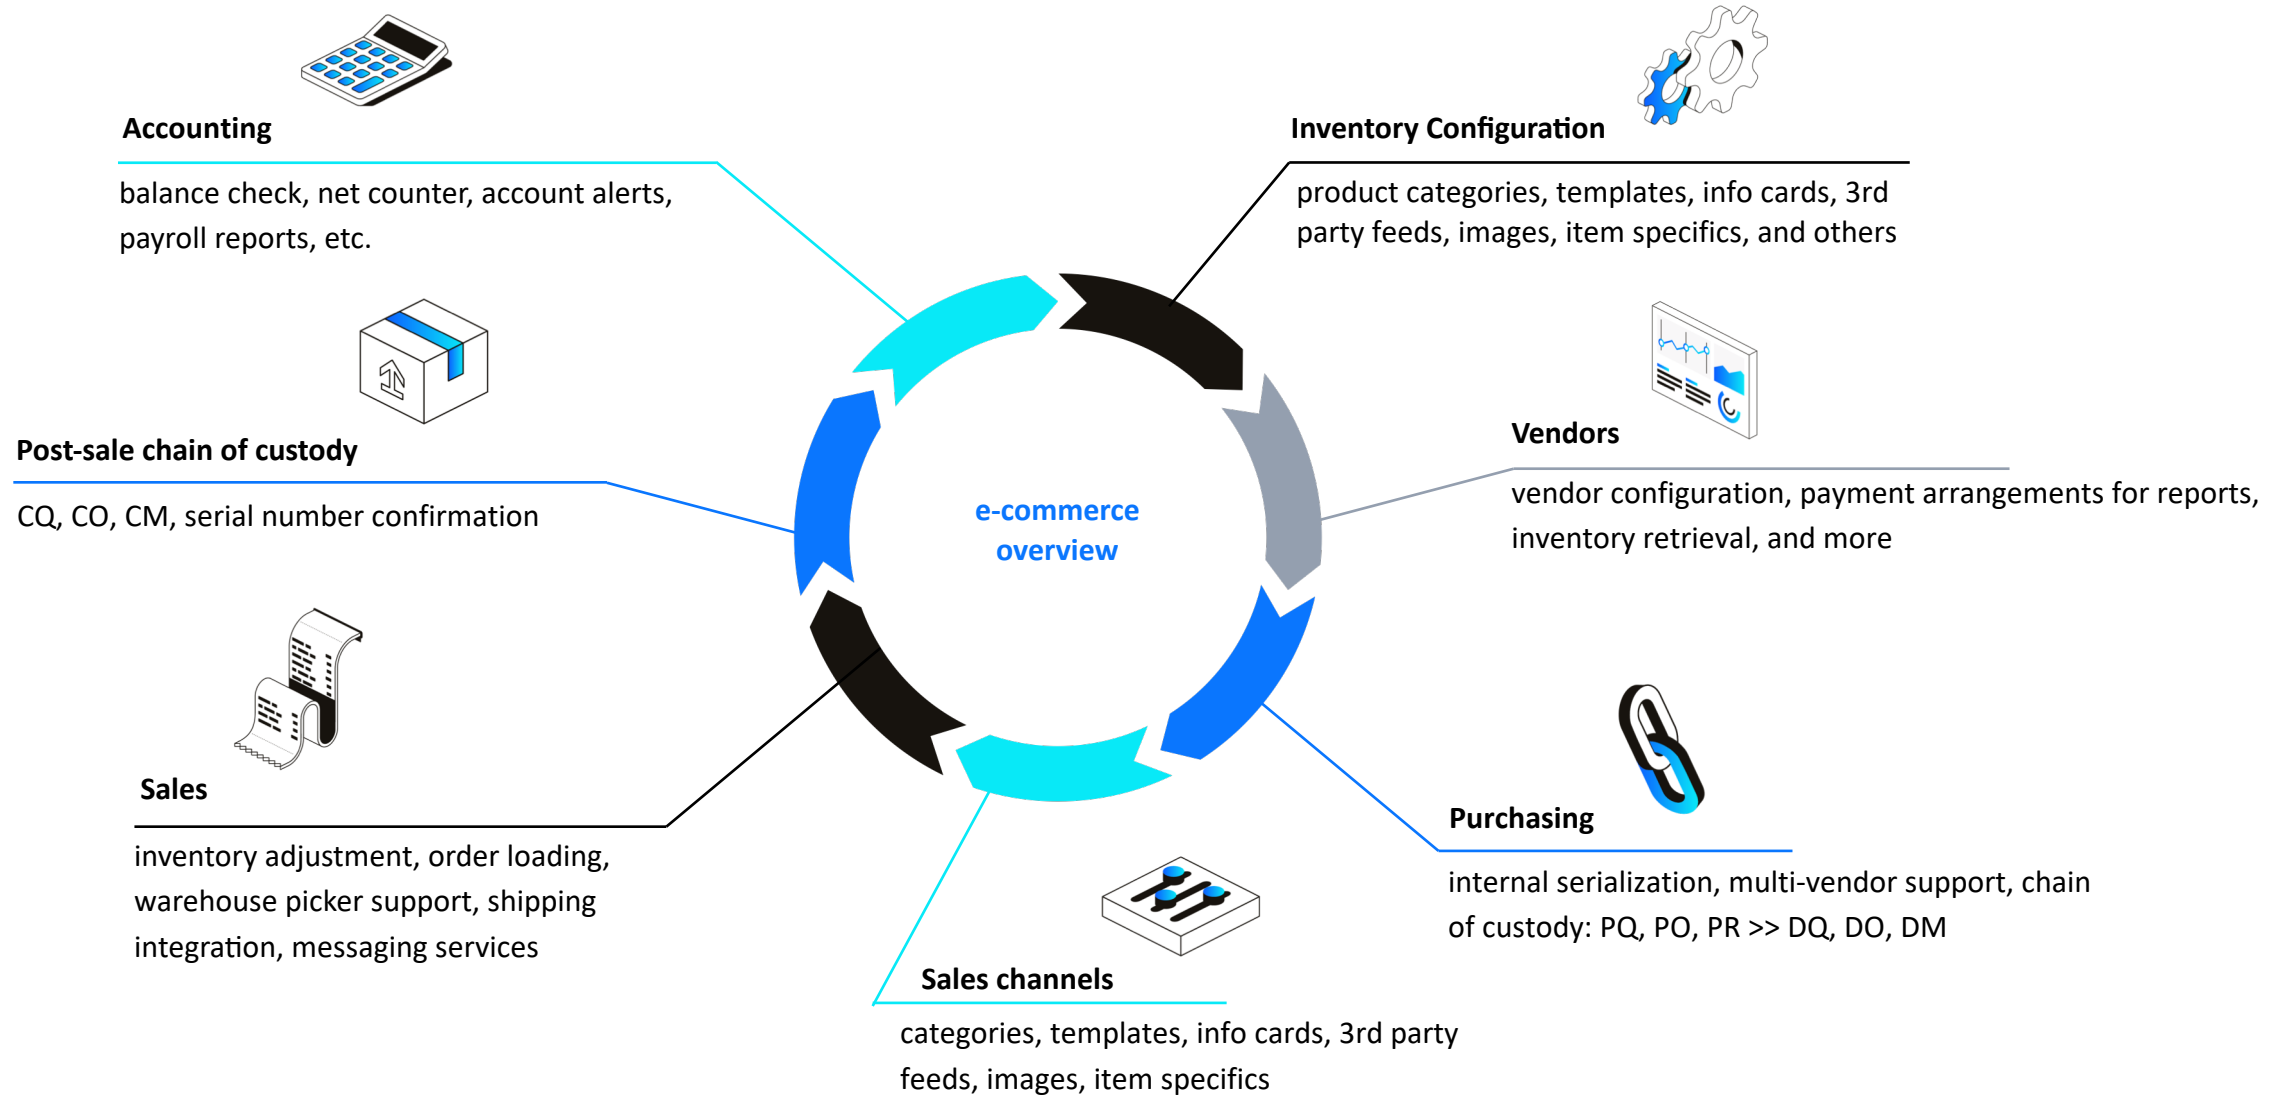 Accounting
balance check, net counter, account alerts,
payroll reports, etc.
Inventory Configuration
product categories, templates, info cards, 3rd
party feeds, images, item specifics, and others
Post-sale chain of custody
CQ, CO, CM, serial number confirmation
e-commerce
overview
Vendors
vendor configuration, payment arrangements for reports,
inventory retrieval, and more
Sales
inventory adjustment, order loading,
warehouse picker support, shipping
integration, messaging services
Purchasing
internal serialization, multi-vendor support, chain
of custody: PQ, PO, PR >> DQ, DO, DM
Sales channels
categories, templates, info cards, 3rd party
feeds, images, item specifics